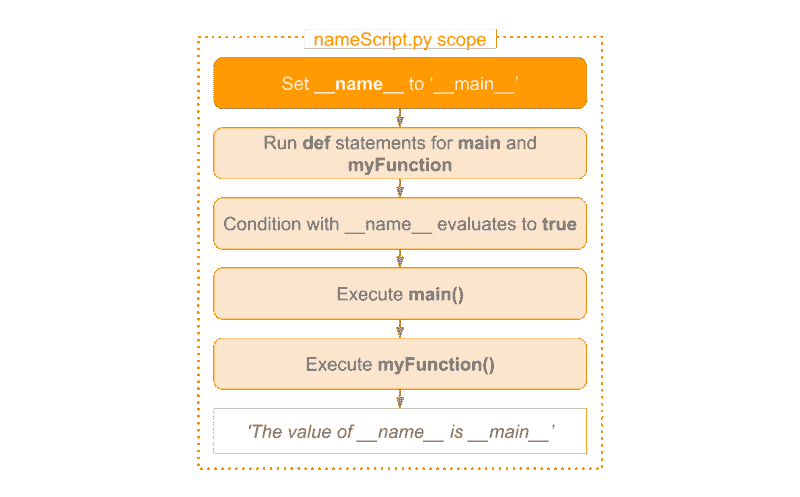 nameScript.py scope
Set __name__ to ‘__main__’
Run def statements for main and
myFunction
Condition with __name__ evaluates to true
Execute main()
Execute myFunction()
'The value of __name__ is __main__’